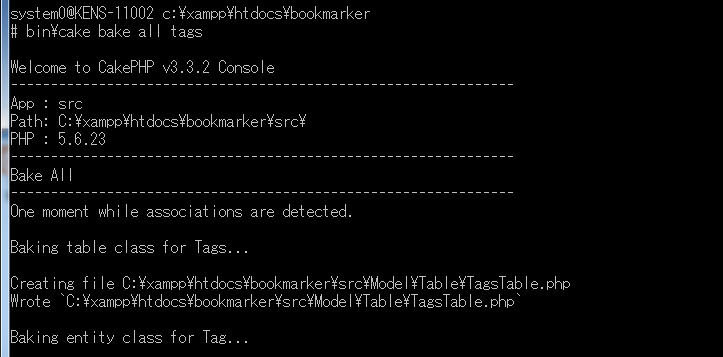 system0@KENS-11002 c:¥xampp¥htdocs¥bookmarker
# bin¥cake bake all tags
Welcome to CakePHP v3.3.2 Console
---------------------------------------------------------------
App : src
Path: C:¥xampp¥htdocs¥bookmarker¥src¥
PHP : 5.6.23
---------------------------------------------------------------
Bake All
---------------------------------------------------------------
One moment while associations are detected.
Baking table class for Tags...
Creating file C:¥xampp¥htdocs¥bookmarker¥src¥Model¥Table¥TagsTable.php
Wrote `C:¥xampp¥htdocs¥bookmarker¥src¥Model¥Table¥TagsTable.php`
Baking entity class for Tag...